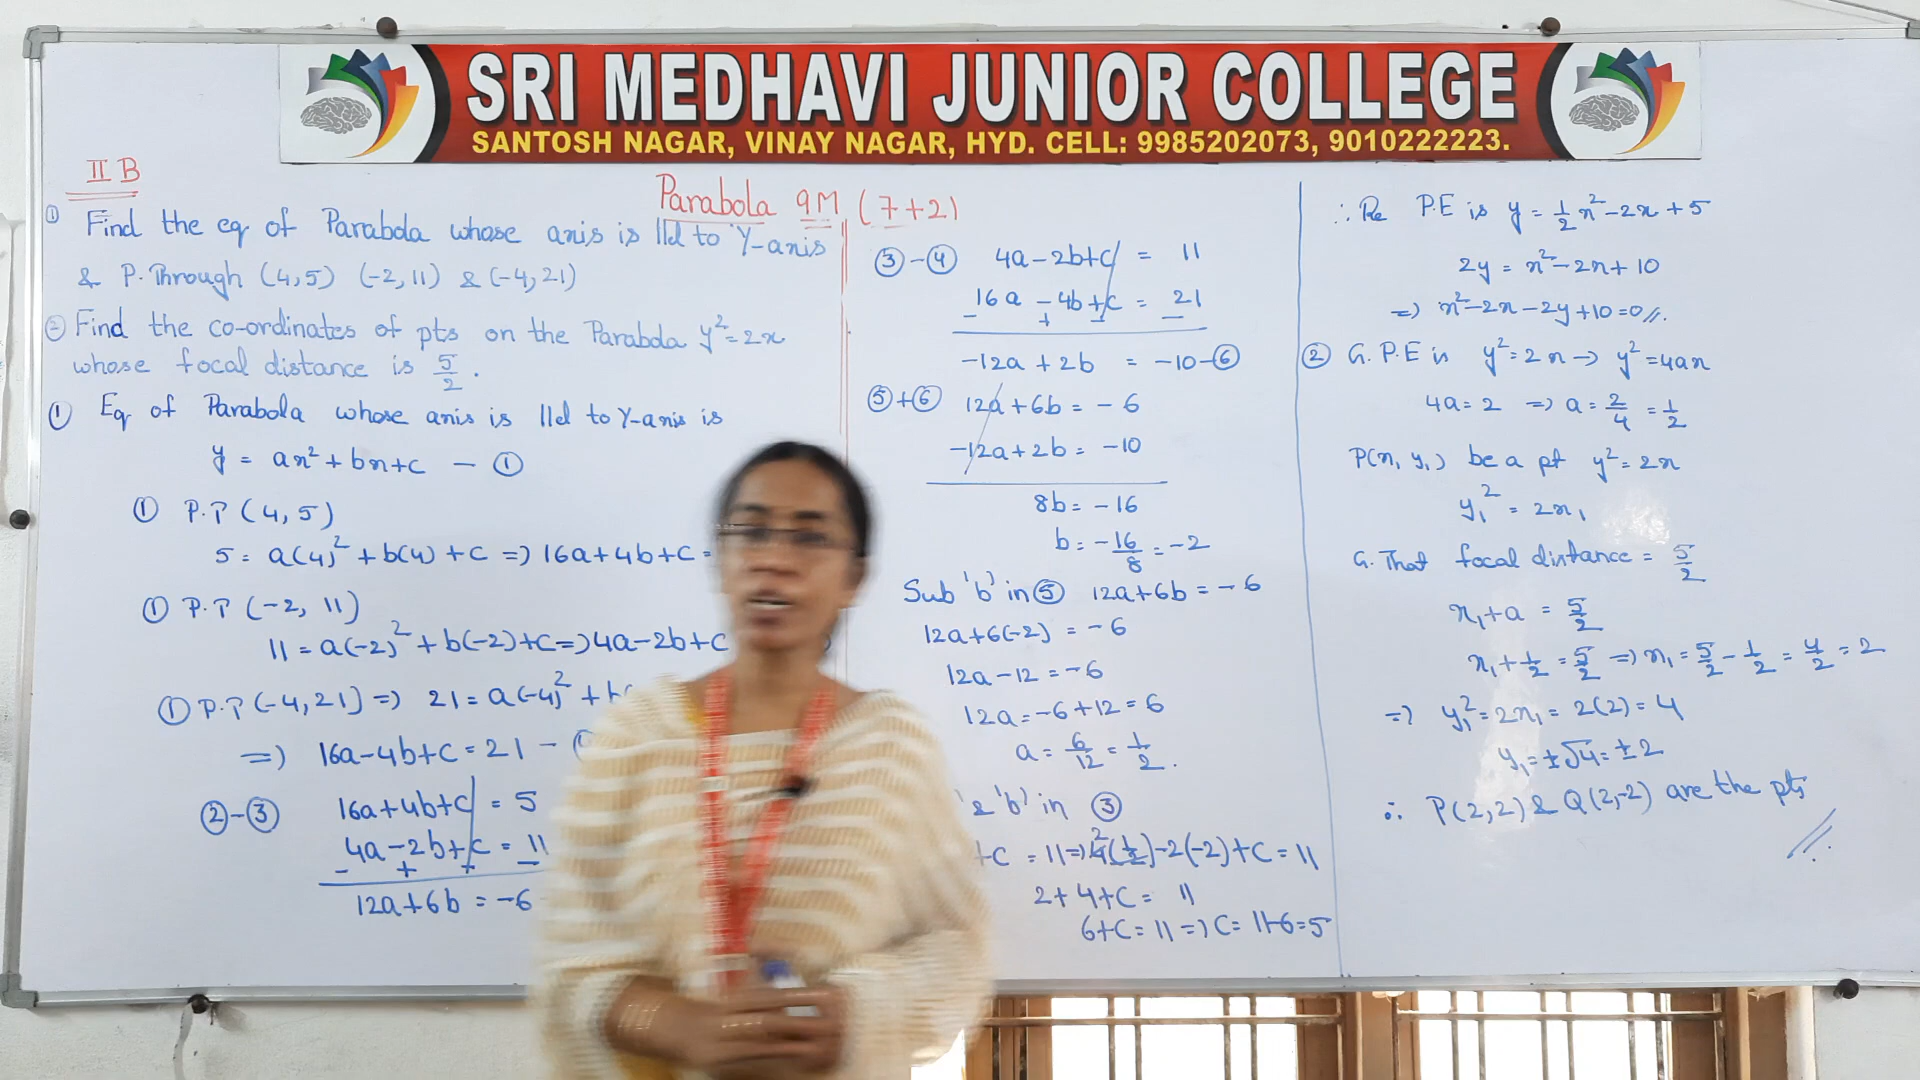 SRI MEDHAVI JUNIOR COLLEGE
SANTOSH NAGAR, VINAY NAGAR, HYD. CELL: 9985202073, 9010222223.
II B
Parabola 9M (7+2)
① Find the eq of Parabola whose axis is ||el to Y-axis
& P. Through (4,5) (-2,11) & (-4,21)
② Find the co-ordinates of pts on the Parabola y² = 2x
whose focal distance is 5/2.
① Eq of Parabola whose axis is ||el to Y-axis is
y = ax² + bx + c — ①
① P.T (4,5)
5 = a(4)² + b(4) + c => 16a+4b+c =
① P.T (-2, 11)
11 = a(-2)² + b(-2)+c => 4a-2b+c
① P.T (-4,21) => 21 = a(-4)² + b
=> 16a-4b+c = 21 -
②-③ 16a+4b+c = 5
4a-2b+c = 11
- + - -
12a+6b = -6
③-④ 4a-2b+c = 11
16a -4b+c = 21
- + - -
-12a + 2b = -10-⑥
⑤+⑥ 12a+6b = -6
-12a+2b = -10
8b = -16
b = -16/8 = -2
Sub 'b' in ⑤ 12a+6b = -6
12a+6(-2) = -6
12a-12 = -6
12a = -6+12 = 6
a = 6/12 = 1/2.
& 'b' in ③
+c = 11 => 4(1/2)-2(-2)+c = 11
2+4+c = 11
6+c = 11 => c = 11-6=5
∴ Re P.E is y = 1/2 x²-2x+5
2y = x²-2x+10
=> x²-2x-2y+10=0//.
② G.P.E is y²=2x → y²=4ax
4a=2 => a = 2/4 = 1/2
P(x, y₁) be a pt y²=2x
y₁² = 2x₁
G. That focal distance = 5/2
x₁+a = 5/2
x₁+1/2 = 5/2 => x₁ = 5/2 - 1/2 = 4/2 = 2
=> y₁² = 2x₁ = 2(2) = 4
y₁ = ±√4 = ±2
∴ P(2,2) & Q(2,-2) are the pts